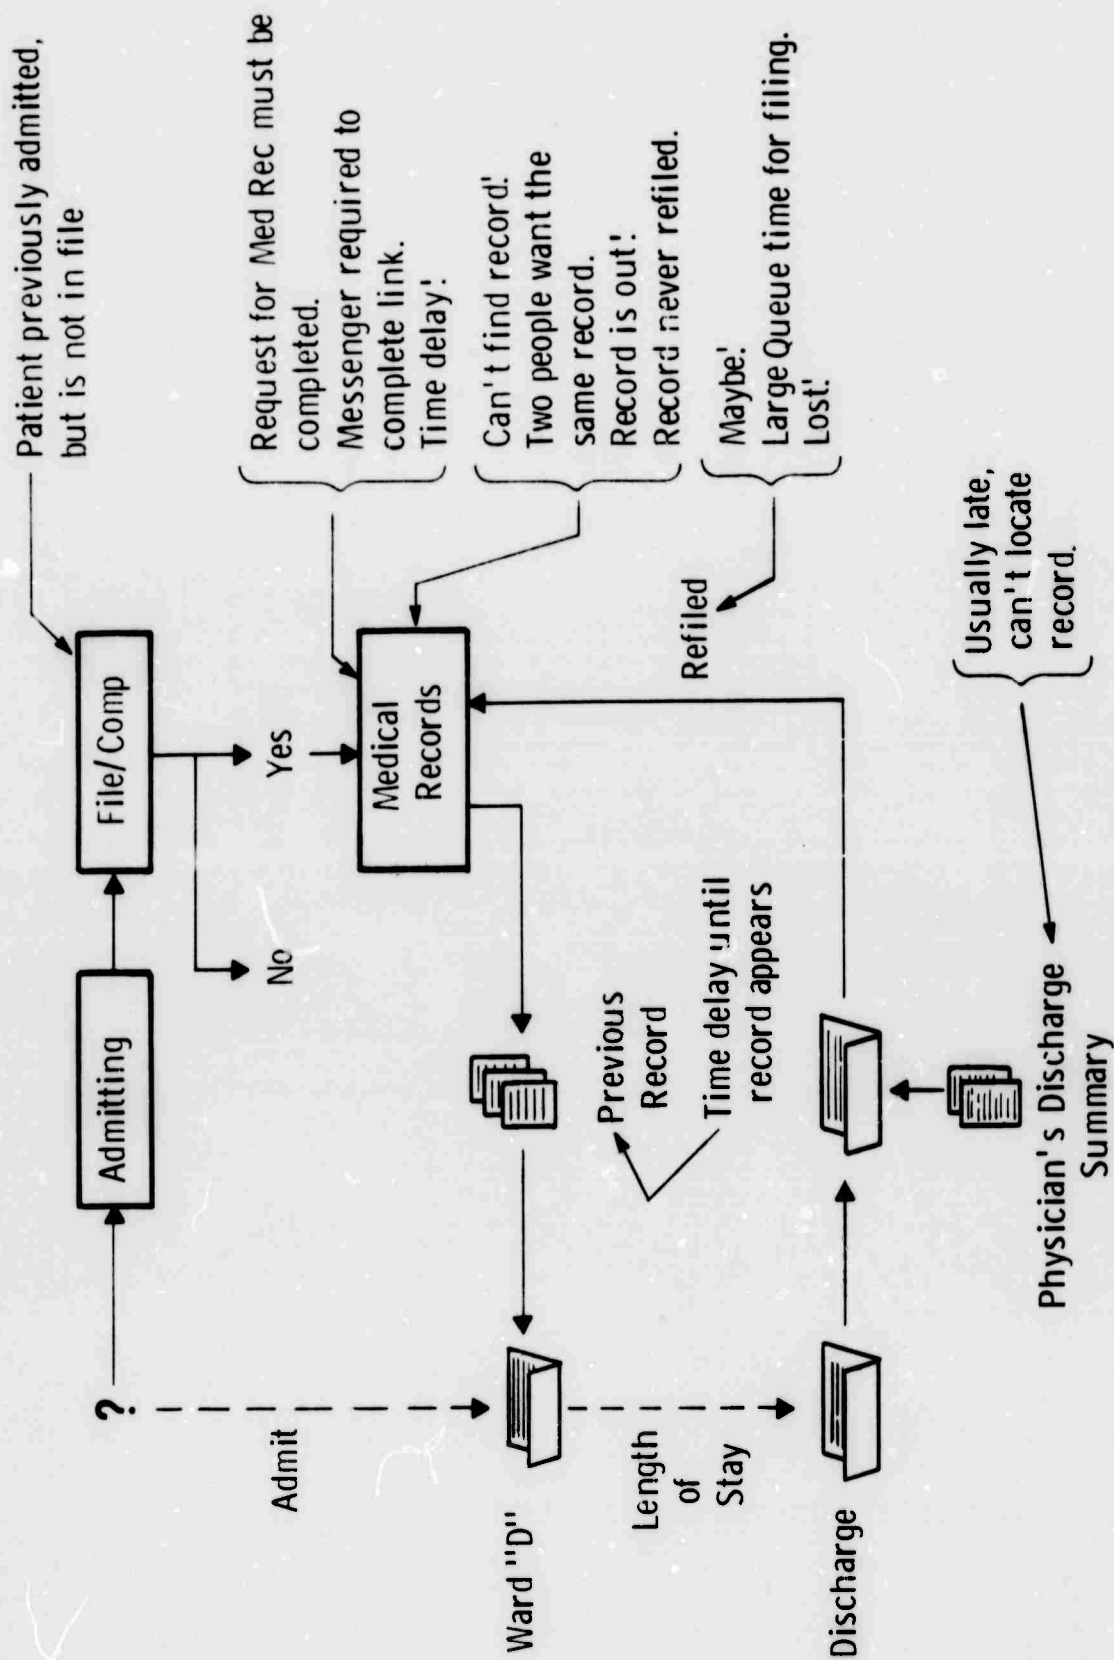 Patient previously admitted,
but is not in file
?
Admitting
File/Comp
Admit
No
Yes
Request for Med Rec must be
completed.
Messenger required to
complete link.
Time delay!
Medical
Records
Can't find record!
Two people want the
same record.
Record is out!
Record never refiled.
Ward "D"
Previous
Record
Time delay until
record appears
Refiled
Maybe!
Large Queue time for filing.
Lost!
Length
of
Stay
Discharge
Physician's Discharge
Summary
Usually late,
can't locate
record.